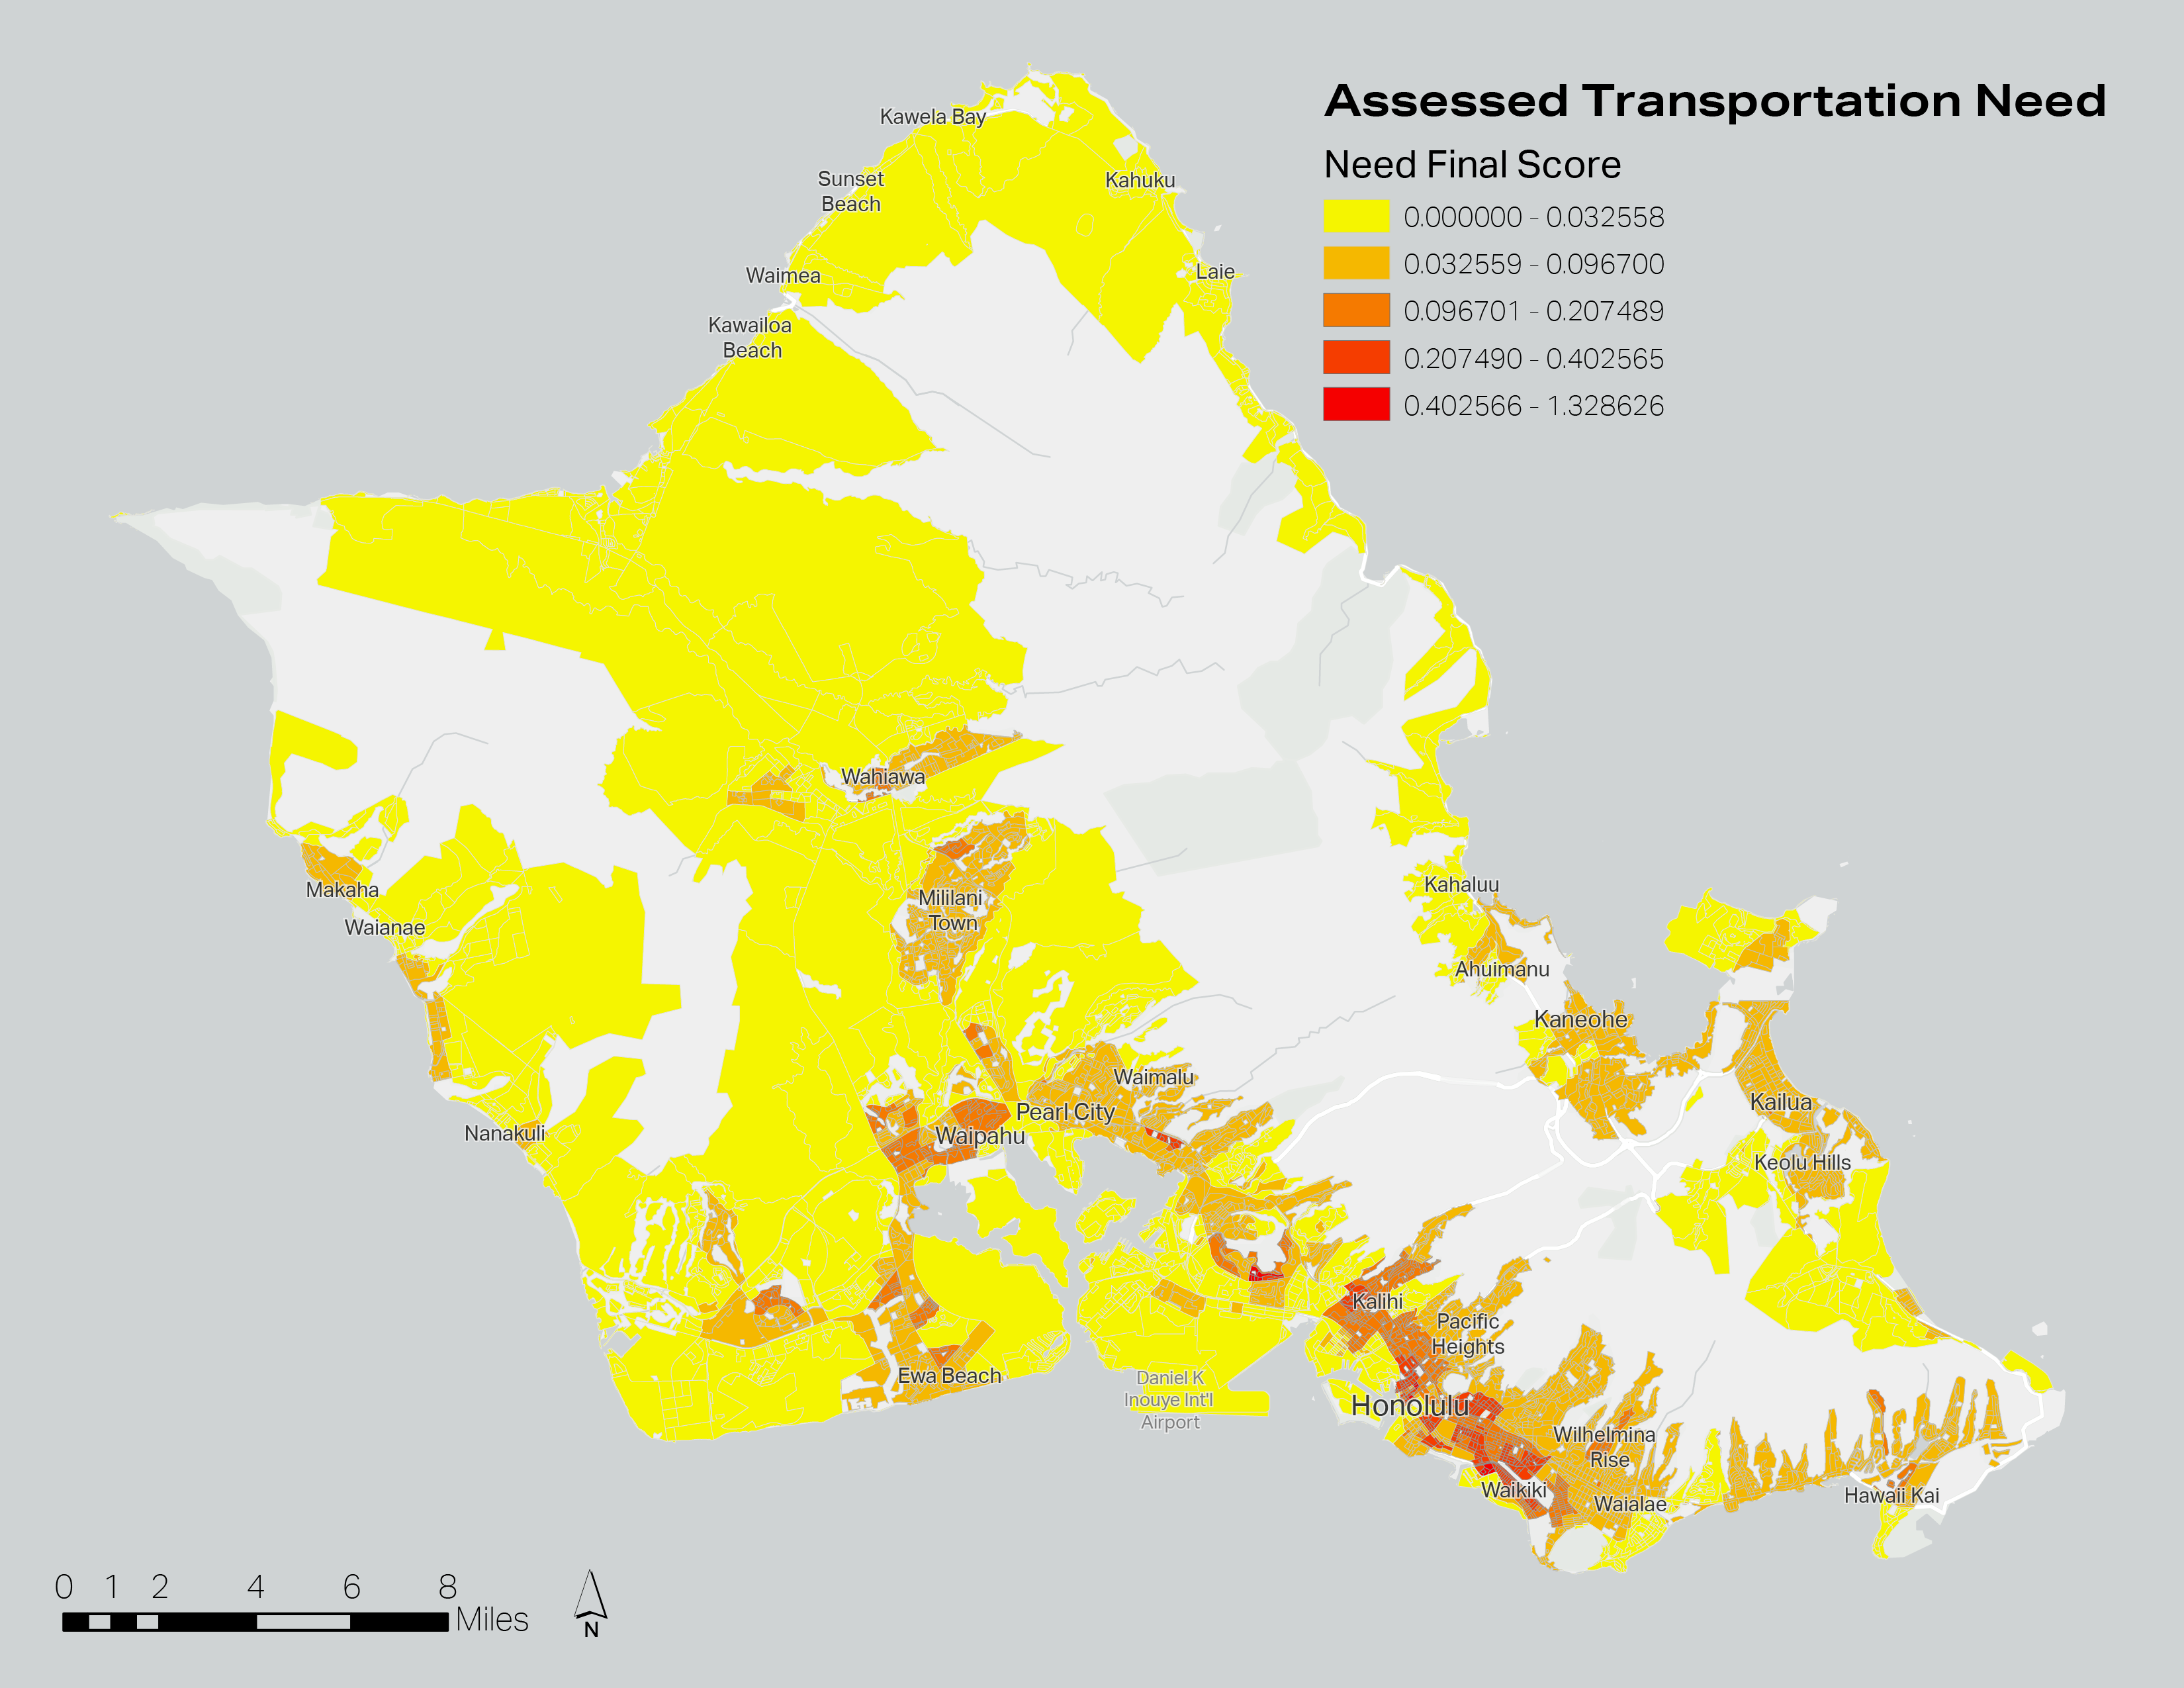 Assessed Transportation Need
Need Final Score
0.000000 - 0.032558
0.032559 - 0.096700
0.096701 - 0.207489
0.207490 - 0.402565
0.402566 - 1.328626
Kawela Bay
Sunset
Beach
Kahuku
Waimea
Laie
Kawailoa
Beach
Wahiawa
Makaha
Mililani
Town
Waianae
Kahaluu
Ahuimanu
Kaneohe
Waimalu
Pearl City
Kailua
Nanakuli
Waipahu
Keolu Hills
Kalihi
Pacific
Heights
Ewa Beach
Daniel K
Inouye Int'l
Airport
Honolulu
Wilhelmina
Rise
Waikiki
Waialae
Hawaii Kai
0 1 2 4 6 8
Miles
N